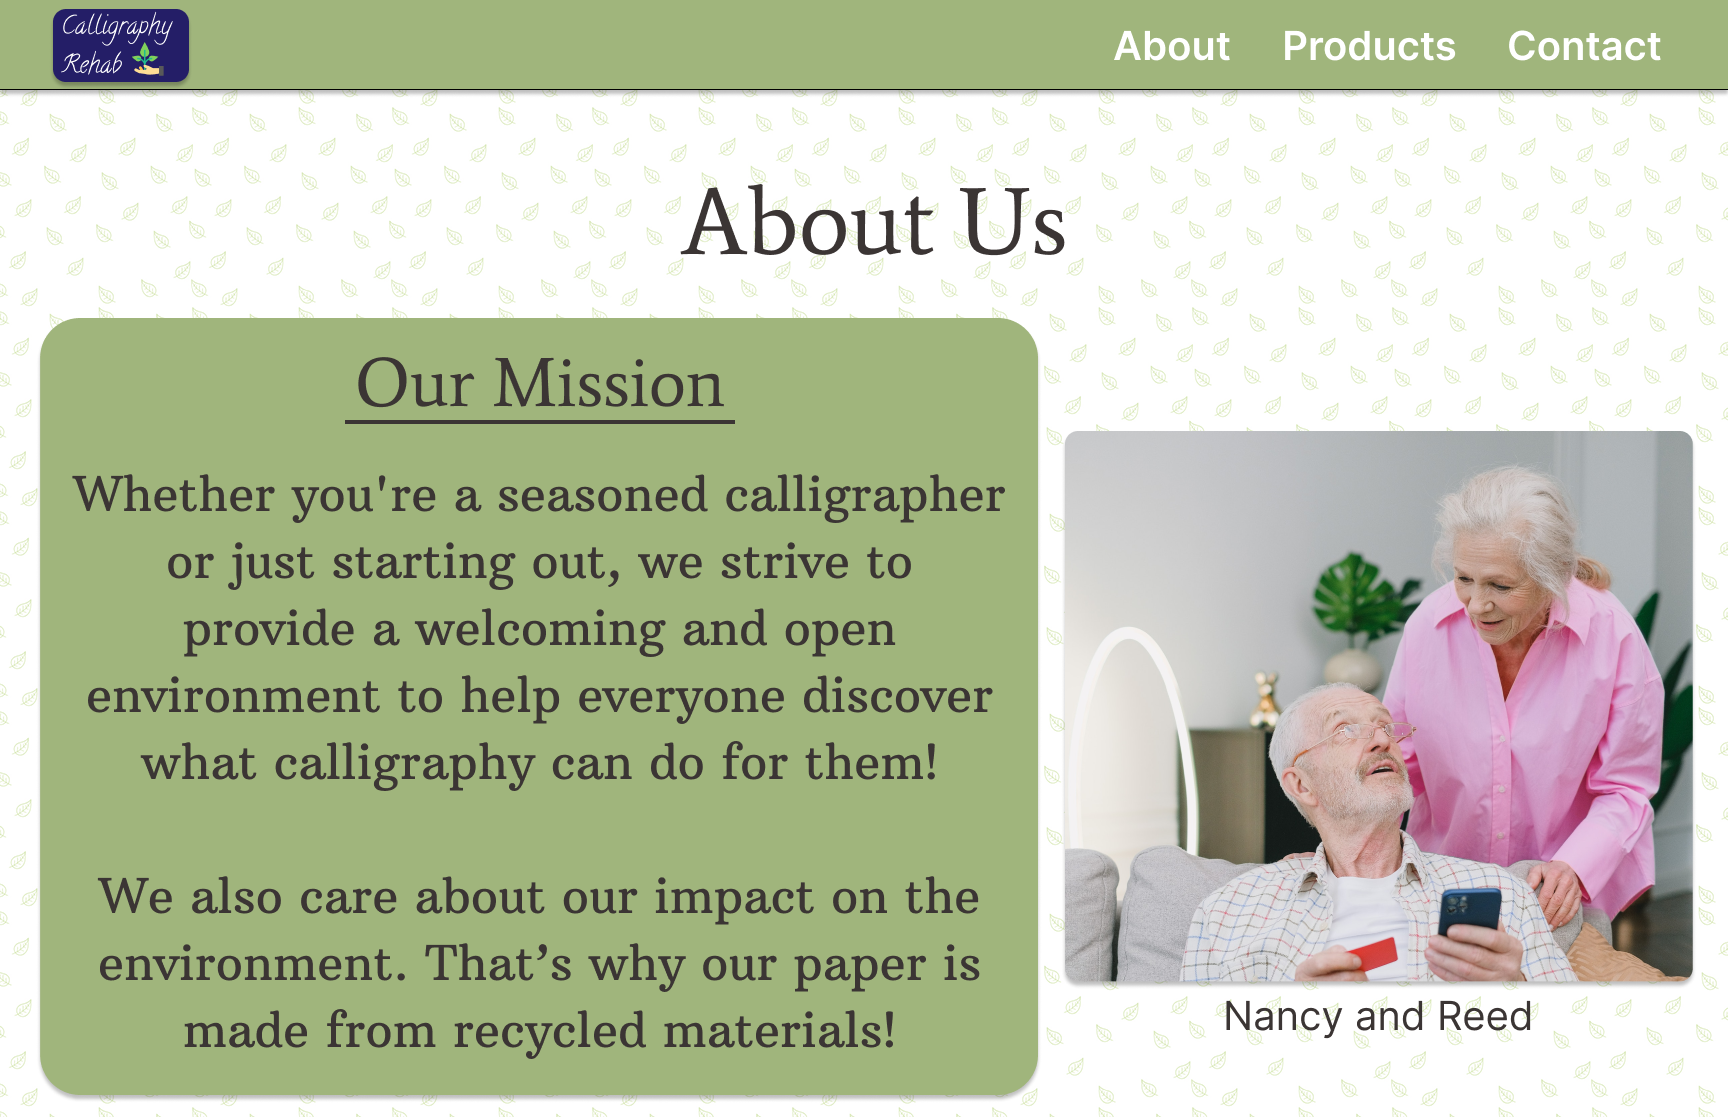 Calligraphy
Rehab
About Products Contact
About Us
Our Mission
Whether you're a seasoned calligrapher
or just starting out, we strive to
provide a welcoming and open
environment to help everyone discover
what calligraphy can do for them!
We also care about our impact on the
environment. That’s why our paper is
made from recycled materials!
Nancy and Reed